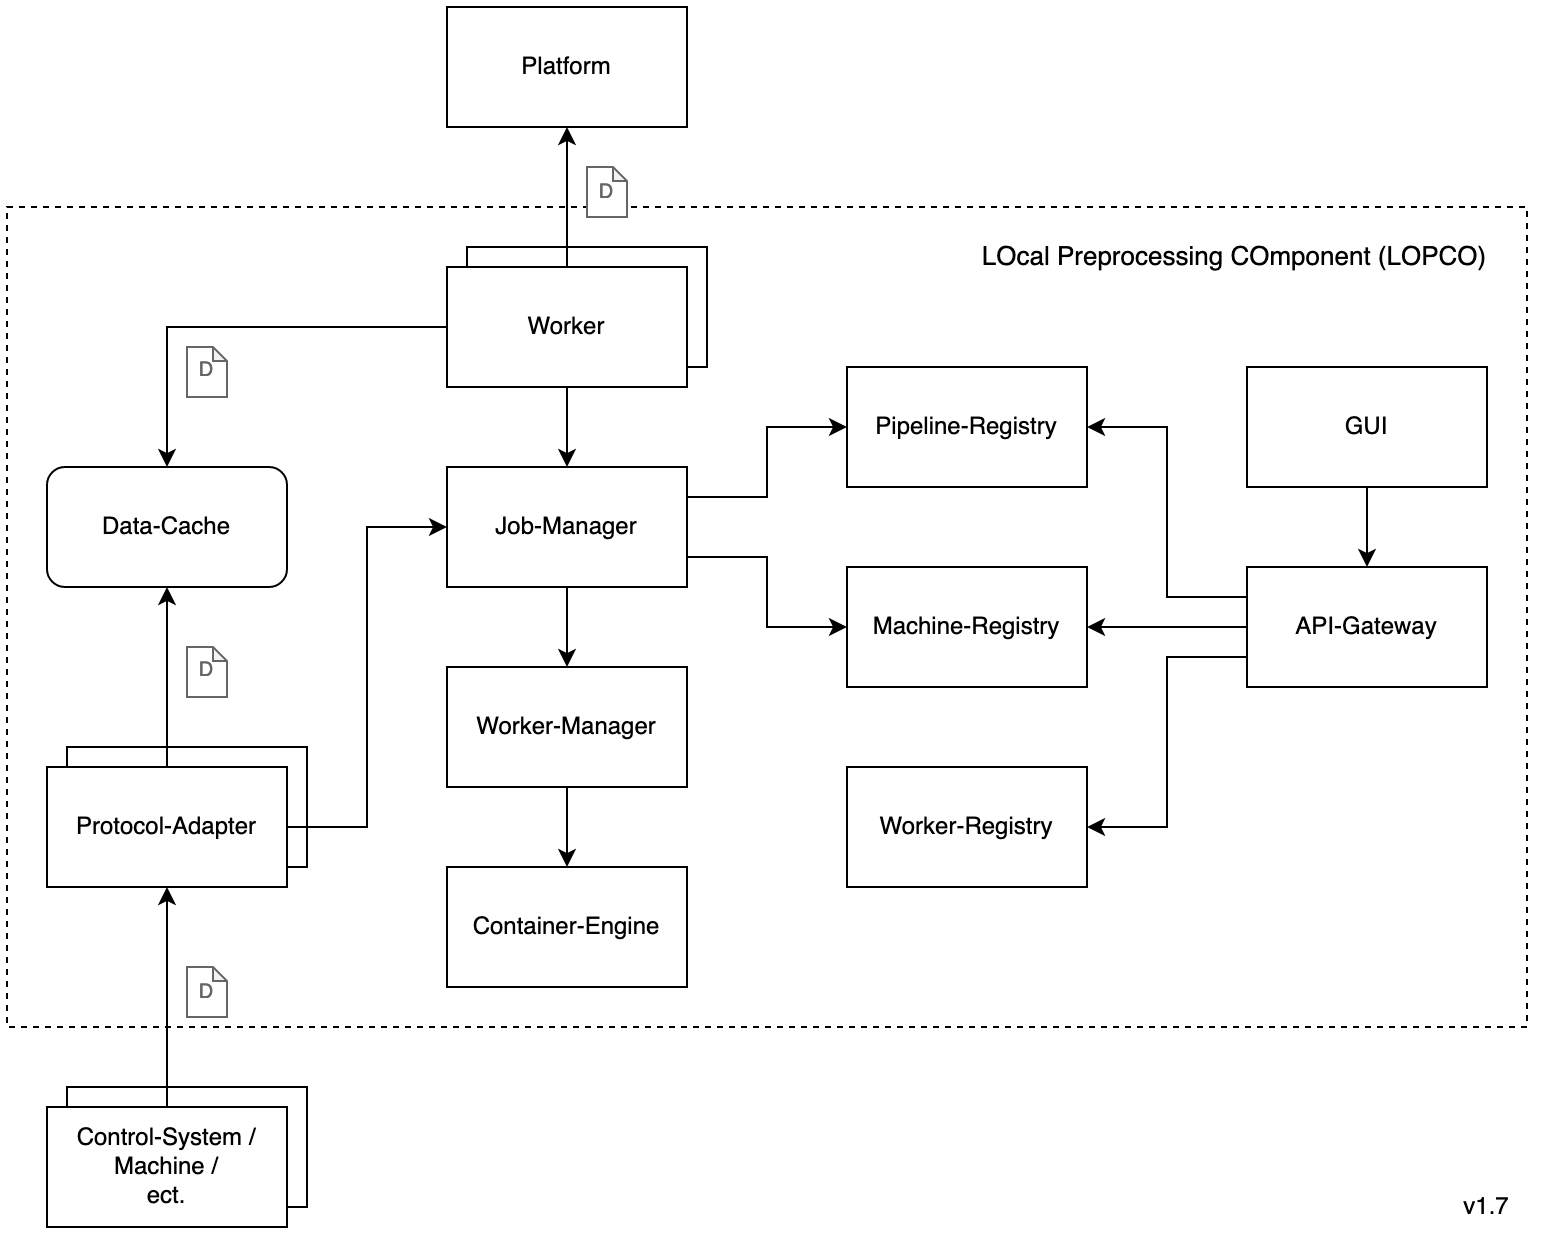 Platform
D
LOcal Preprocessing COmponent (LOPCO)
Worker
D
Pipeline-Registry
GUI
Data-Cache
Job-Manager
Machine-Registry
API-Gateway
D
Worker-Manager
Protocol-Adapter
Worker-Registry
Container-Engine
D
Control-System /
Machine /
ect.
v1.7